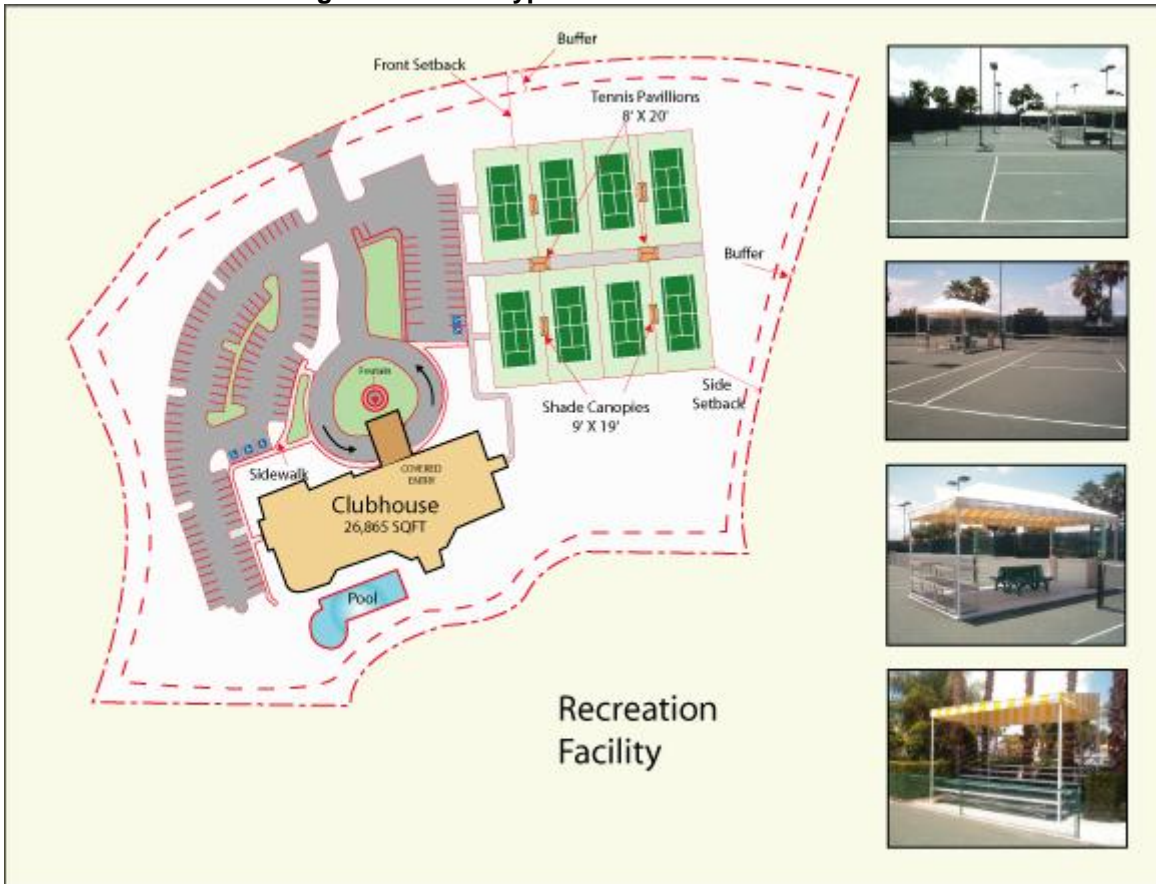 Buffer
Front Setback
Tennis Pavillions
8' X 20'
Buffer
Fountain
Side
Setback
Shade Canopies
9' X 19'
Sidewalk
COVERED
ENTRY
Clubhouse
26,865 SQFT
Pool
Recreation
Facility